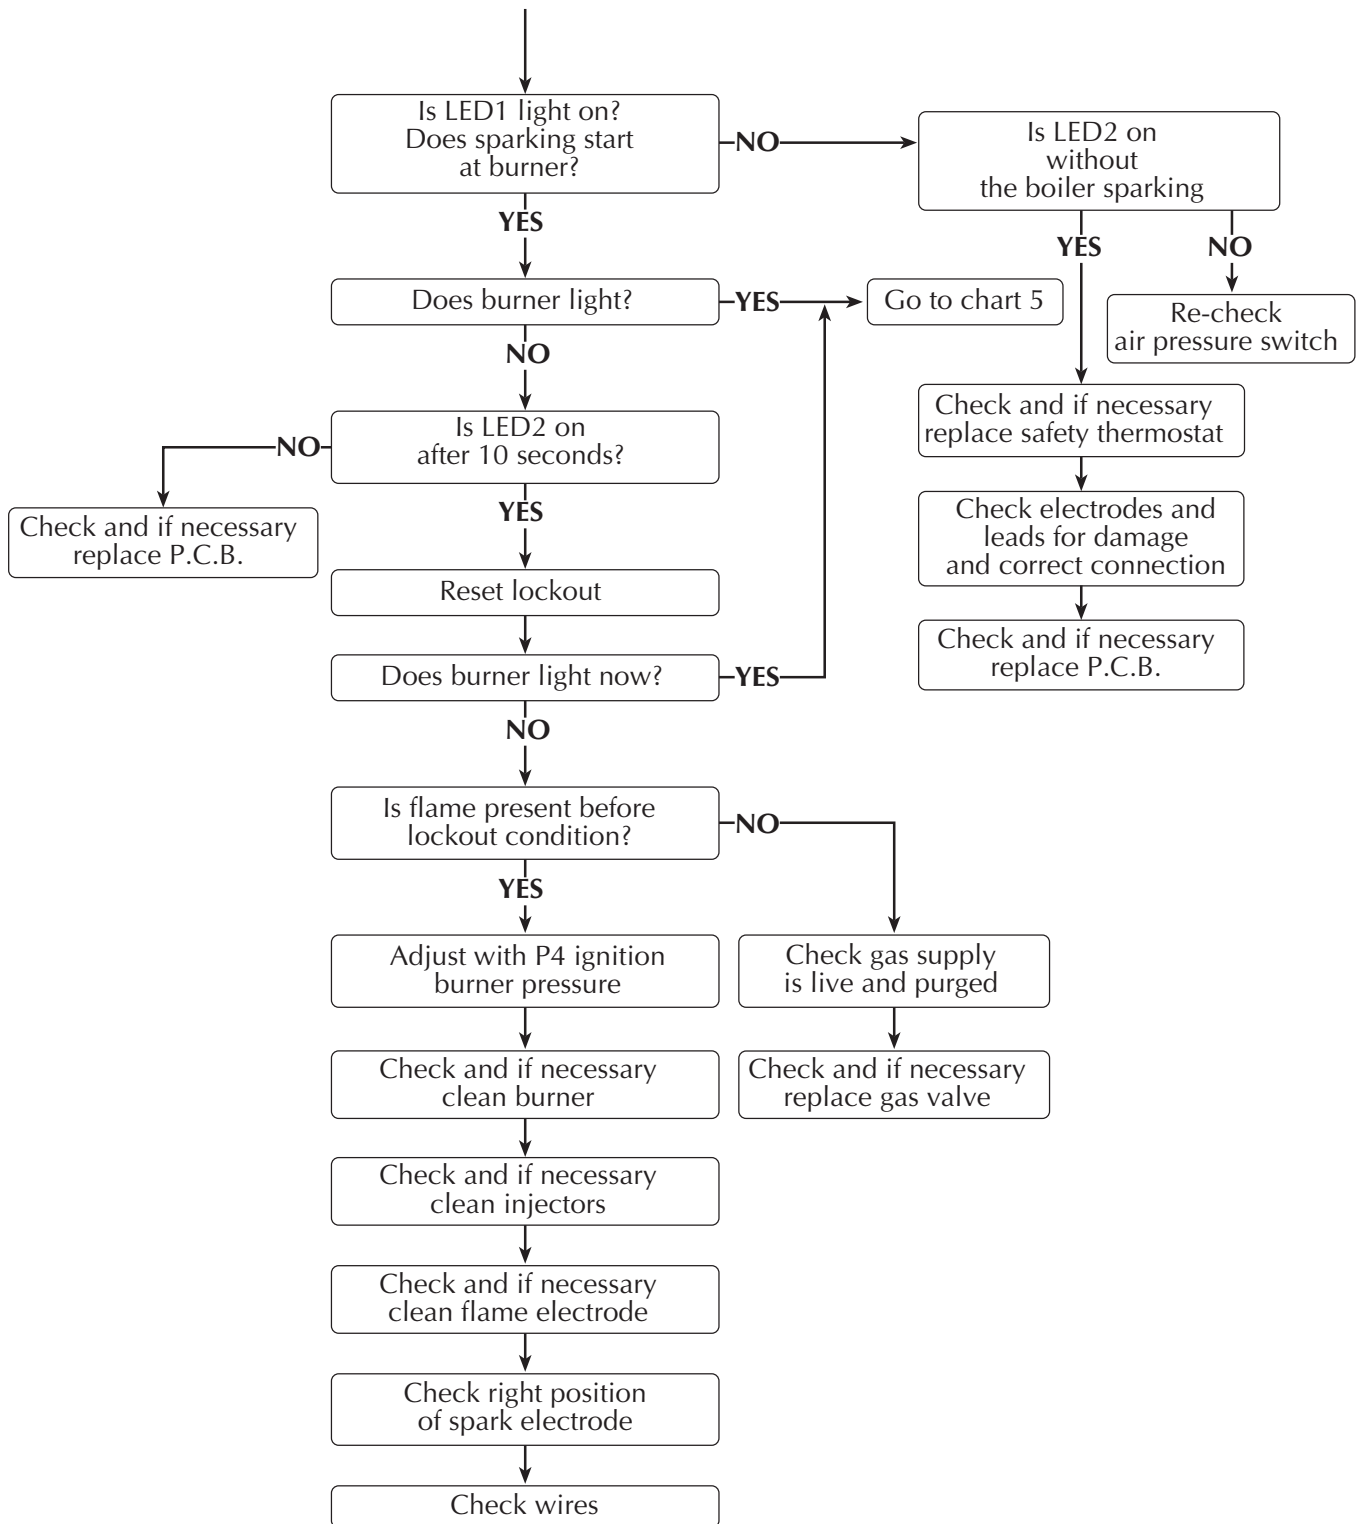 Is LED1 light on?
Does sparking start
at burner?
NO
Is LED2 on
without
the boiler sparking
YES
YES
NO
Does burner light?
YES
Go to chart 5
Re-check
air pressure switch
NO
Check and if necessary
replace safety thermostat
Is LED2 on
after 10 seconds?
NO
YES
Check and if necessary
replace P.C.B.
Check electrodes and
leads for damage
and correct connection
Reset lockout
Check and if necessary
replace P.C.B.
Does burner light now?
YES
NO
Is flame present before
lockout condition?
NO
YES
Adjust with P4 ignition
burner pressure
Check gas supply
is live and purged
Check and if necessary
clean burner
Check and if necessary
replace gas valve
Check and if necessary
clean injectors
Check and if necessary
clean flame electrode
Check right position
of spark electrode
Check wires